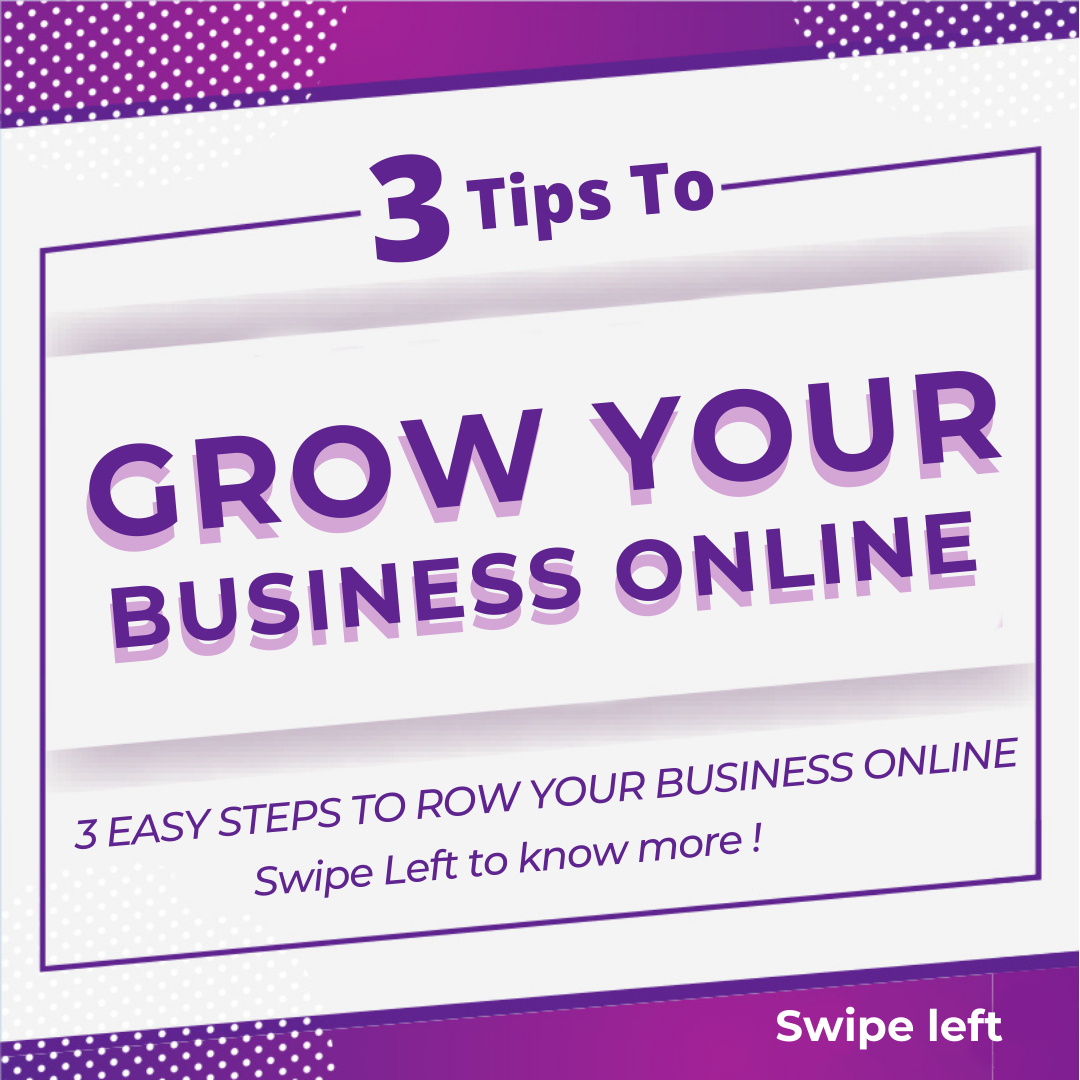 3 Tips To
GROW YOUR
BUSINESS ONLINE
3 EASY STEPS TO ROW YOUR BUSINESS ONLINE
Swipe Left to know more !
Swipe left